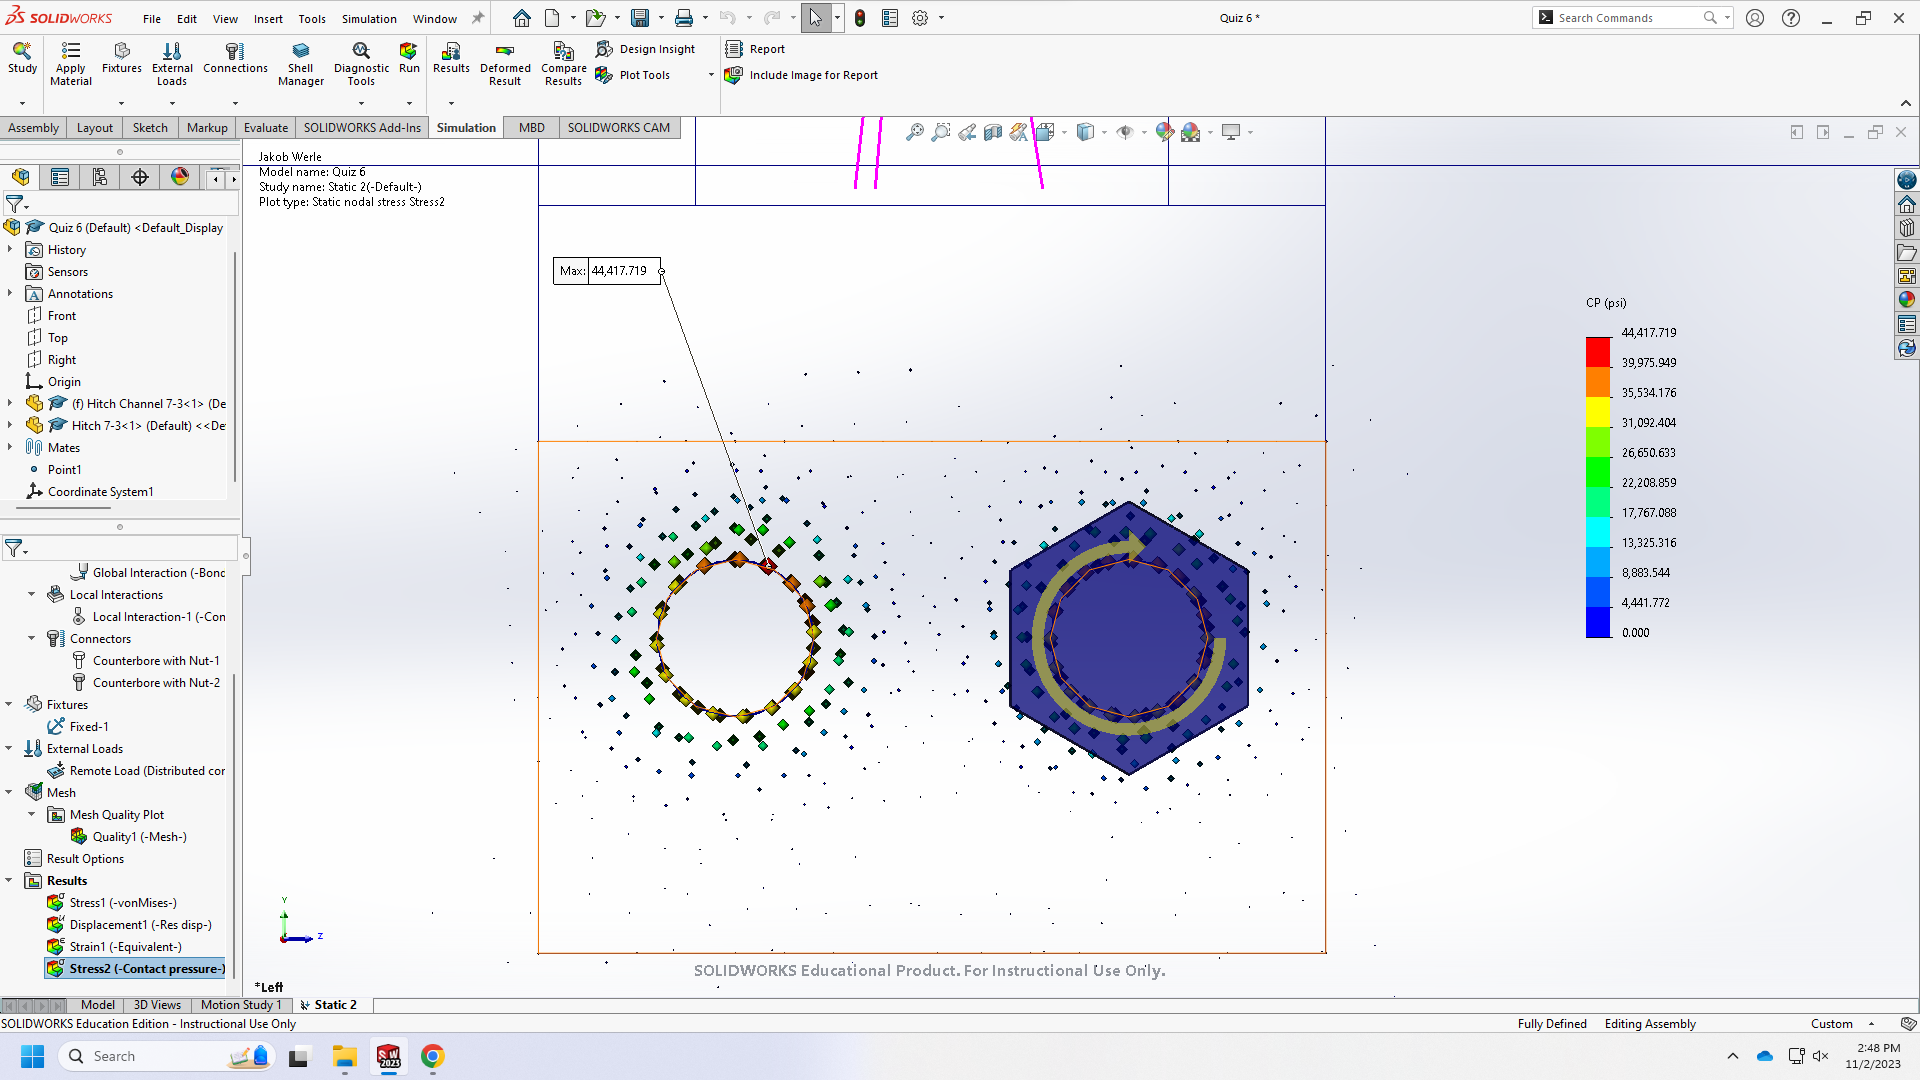 SOLIDWORKS File Edit View Insert Tools Simulation Window Quiz 6 * Search Commands
Study Apply Material Fixtures External Loads Connections Shell Manager Diagnostic Tools Run Results Deformed Result Compare Results
Design Insight
Plot Tools
Report
Include Image for Report
Assembly Layout Sketch Markup Evaluate SOLIDWORKS Add-Ins Simulation MBD SOLIDWORKS CAM
Quiz 6 (Default) <Default_Display
History
Sensors
Annotations
Front
Top
Right
Origin
(f) Hitch Channel 7-3<1> (De
Hitch 7-3<1> (Default) <<De
Mates
Point1
Coordinate System1
Global Interaction (-Bond
Local Interactions
Local Interaction-1 (-Con
Connectors
Counterbore with Nut-1
Counterbore with Nut-2
Fixtures
Fixed-1
External Loads
Remote Load (Distributed cor
Mesh
Mesh Quality Plot
Quality1 (-Mesh-)
Result Options
Results
Stress1 (-vonMises-)
Displacement1 (-Res disp-)
Strain1 (-Equivalent-)
Stress2 (-Contact pressure-)
Jakob Werle
Model name: Quiz 6
Study name: Static 2(-Default-)
Plot type: Static nodal stress Stress2
Max: 44,417.719
CP (psi)
44,417.719
39,975.949
35,534.176
31,092.404
26,650.633
22,208.859
17,767.088
13,325.316
8,883.544
4,441.772
0.000
Y
Z
SOLIDWORKS Educational Product. For Instructional Use Only.
*Left
Model 3D Views Motion Study 1 Static 2
SOLIDWORKS Education Edition - Instructional Use Only Fully Defined Editing Assembly Custom
Search
SW
2023
2:48 PM
11/2/2023